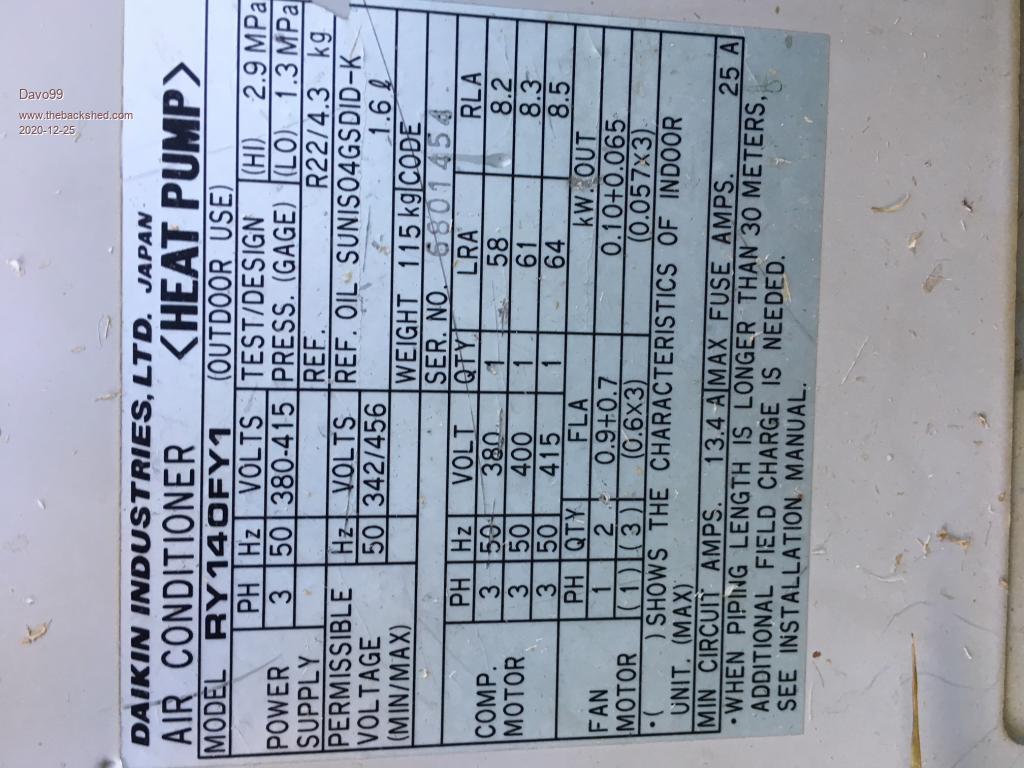 Davo99
www.thebackshed.com
2020-12-25
DAIKIN INDUSTRIES, LTD. JAPAN
AIR CONDITIONER <HEAT PUMP>
MODEL RY140FY1 (OUTDOOR USE)
POWER SUPPLY PH Hz VOLTS
3 50 380-415
TEST/DESIGN PRESS. (GAGE) (HI) 2.9 MPa
(LO) 1.3 MPa
REF. R22/4.3 kg
PERMISSIBLE VOLTAGE (MIN/MAX) Hz VOLTS
50 342/456
REF. OIL SUNISO4GSDID-K
1.6 ℓ
WEIGHT 115 kg CODE
SER. NO.
COMP. MOTOR PH Hz VOLT QTY LRA RLA
3 50 380 1 58 8.2
3 50 400 1 61 8.3
3 50 415 1 64 8.5
FAN MOTOR PH QTY FLA kW OUT
1 2 0.9+0.7 0.10+0.065
(1) (3) (0.6×3) (0.057×3)
•( ) SHOWS THE CHARACTERISTICS OF INDOOR
UNIT. (MAX)
MIN CIRCUIT AMPS. 13.4 A MAX FUSE AMPS. 25 A
•WHEN PIPING LENGTH IS LONGER THAN 30 METERS,
ADDITIONAL FIELD CHARGE IS NEEDED.
SEE INSTALLATION MANUAL.